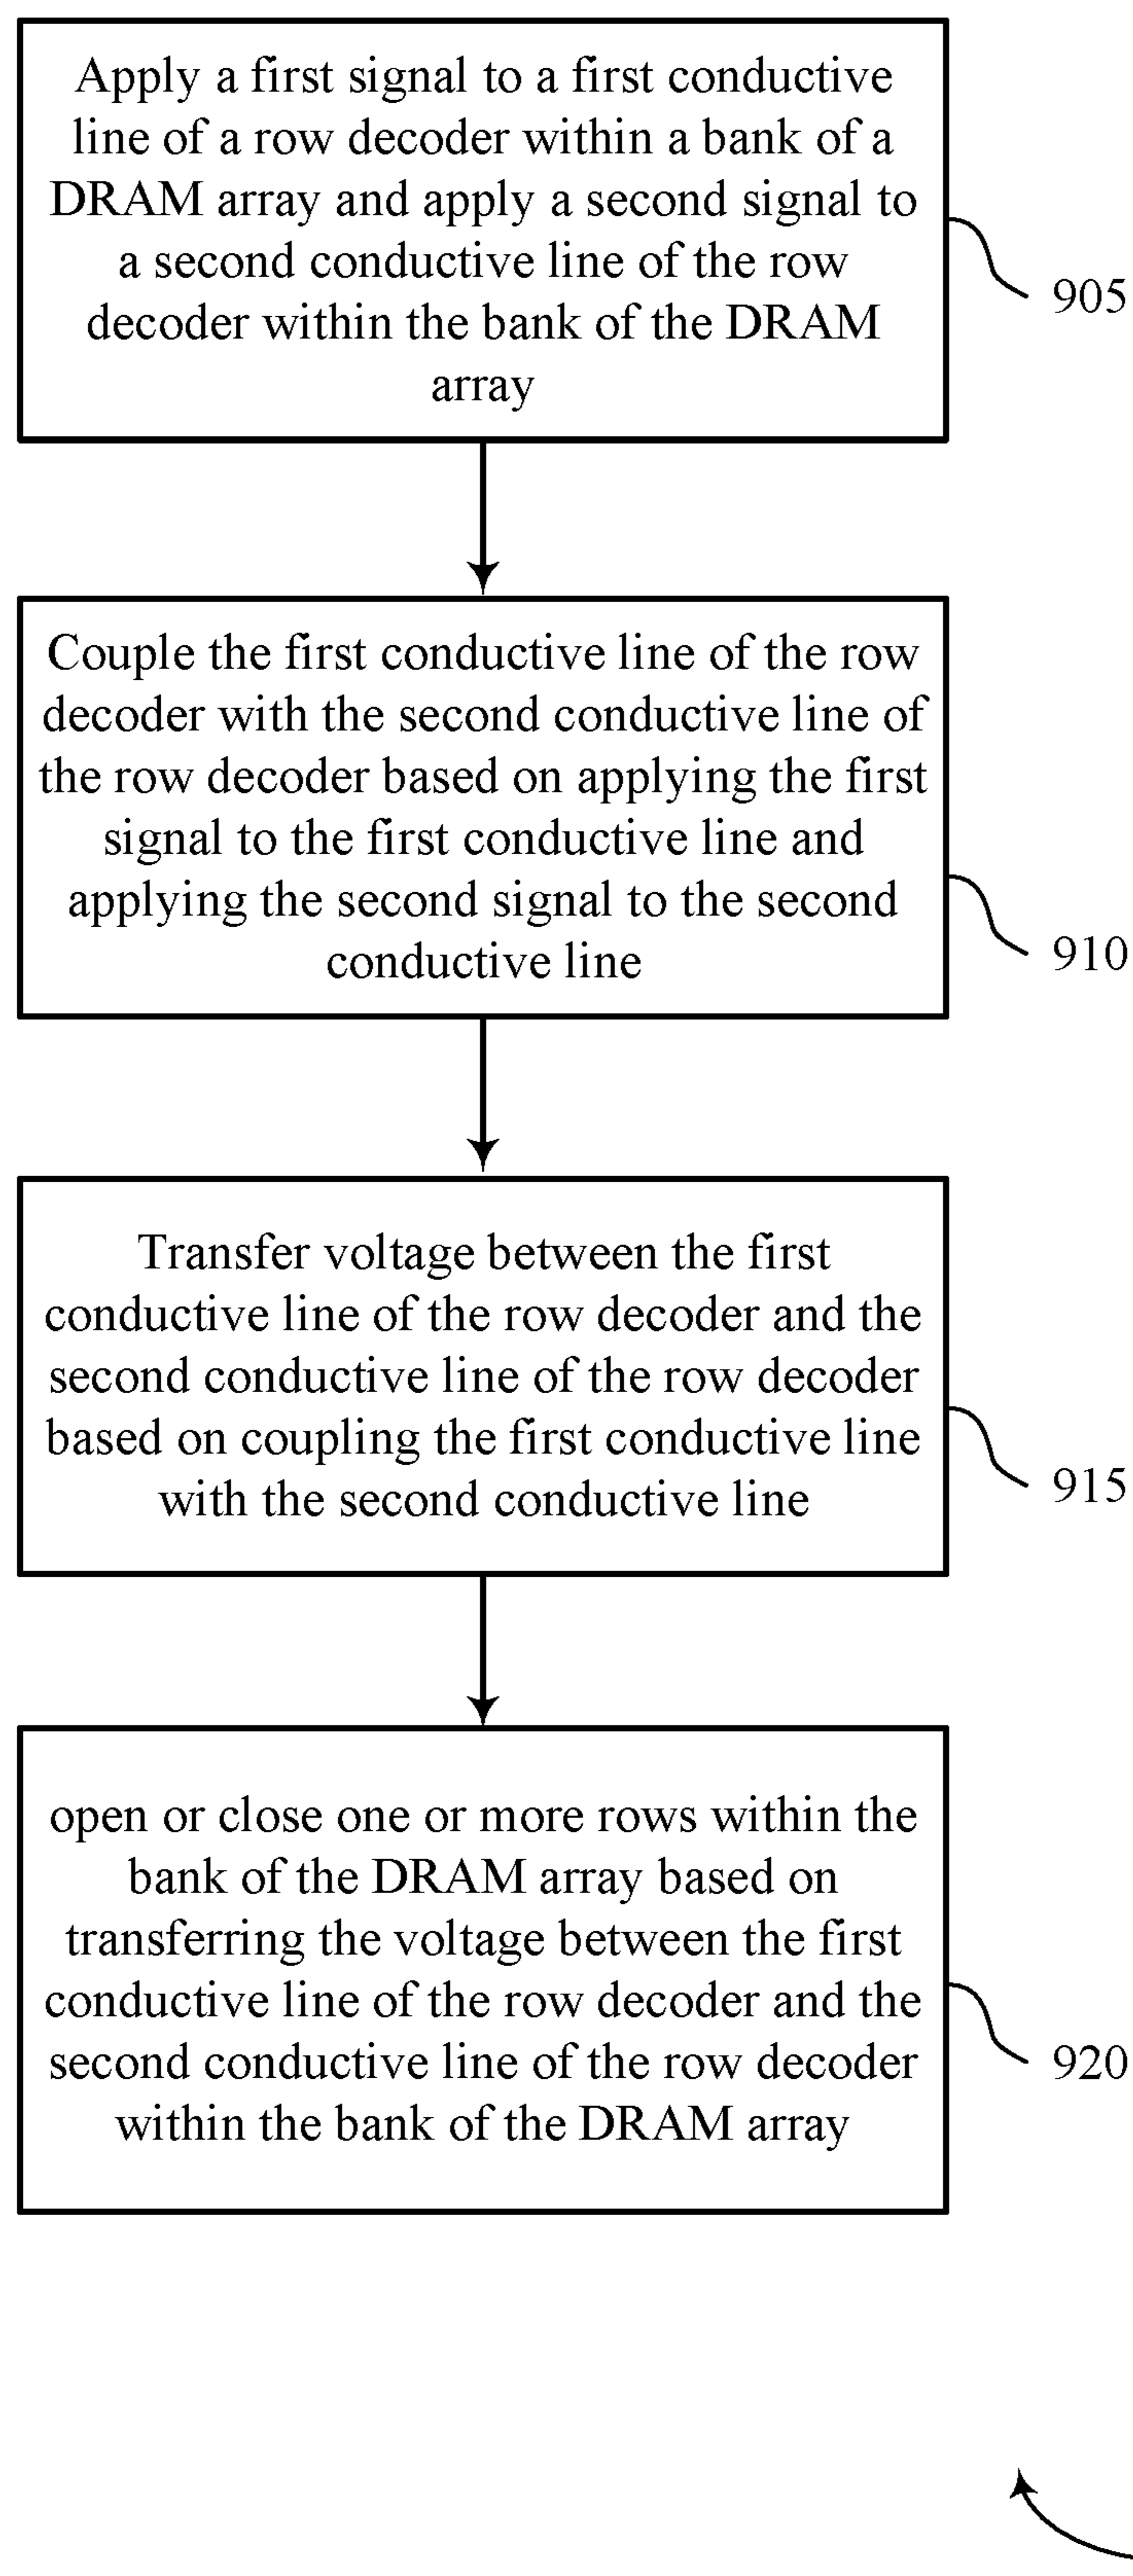 Apply a first signal to a first conductive
line of a row decoder within a bank of a
DRAM array and apply a second signal to
a second conductive line of the row
decoder within the bank of the DRAM
array
905
Couple the first conductive line of the row
decoder with the second conductive line of
the row decoder based on applying the first
signal to the first conductive line and
applying the second signal to the second
conductive line
910
Transfer voltage between the first
conductive line of the row decoder and the
second conductive line of the row decoder
based on coupling the first conductive line
with the second conductive line
915
open or close one or more rows within the
bank of the DRAM array based on
transferring the voltage between the first
conductive line of the row decoder and the
second conductive line of the row decoder
within the bank of the DRAM array
920